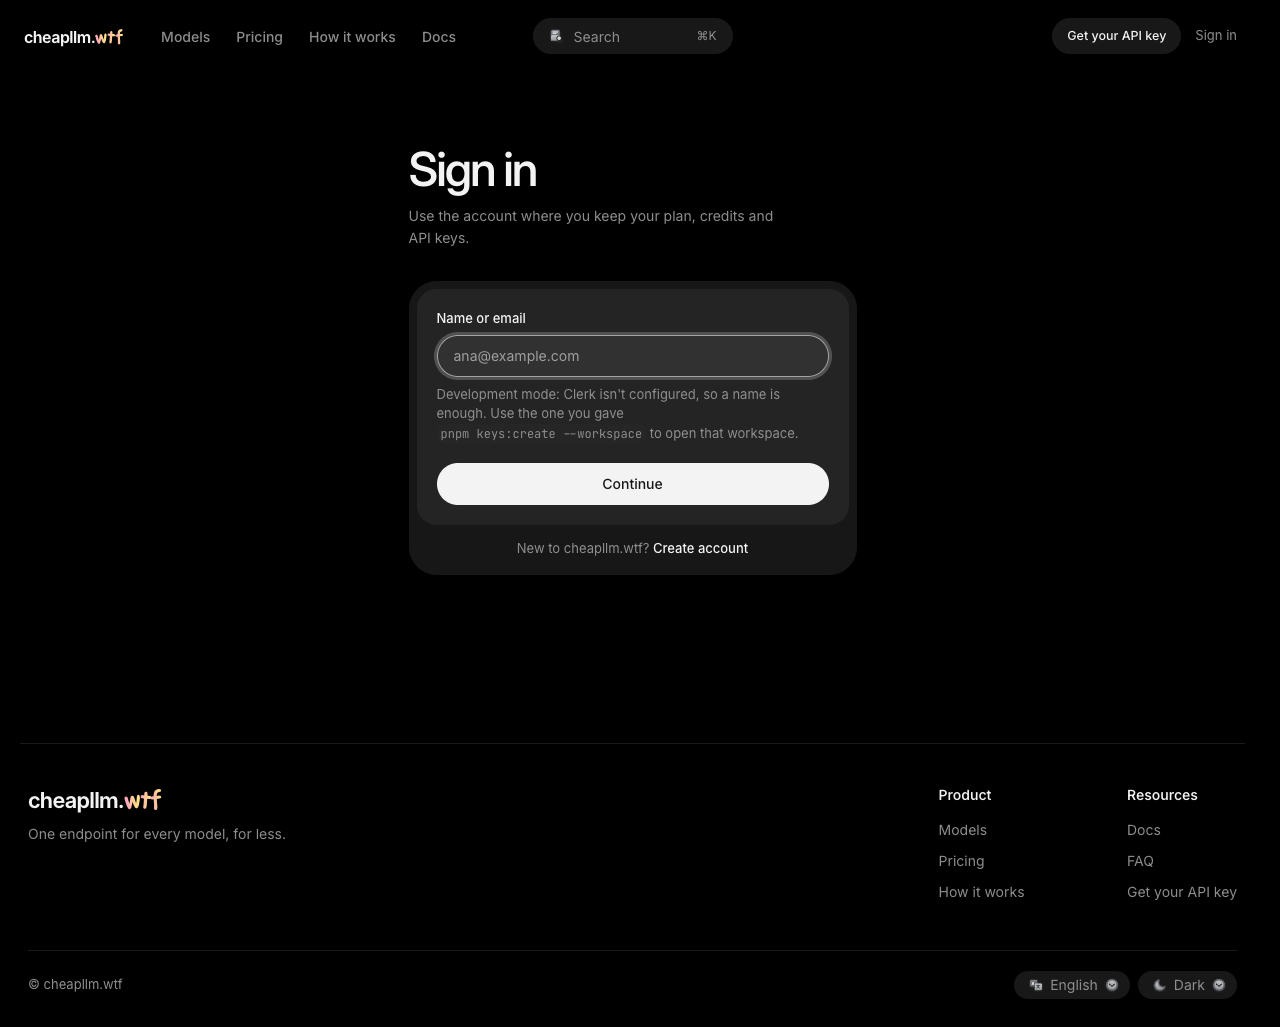 cheapllm.wtf
Models
Pricing
How it works
Docs
Search
⌘K
Get your API key
Sign in
Sign in
Use the account where you keep your plan, credits and
API keys.
Name or email
ana@example.com
Development mode: Clerk isn't configured, so a name is
enough. Use the one you gave
pnpm keys:create --workspace to open that workspace.
Continue
New to cheapllm.wtf? Create account
cheapllm.wtf
One endpoint for every model, for less.
Product
Models
Pricing
How it works
Resources
Docs
FAQ
Get your API key
© cheapllm.wtf
English
Dark